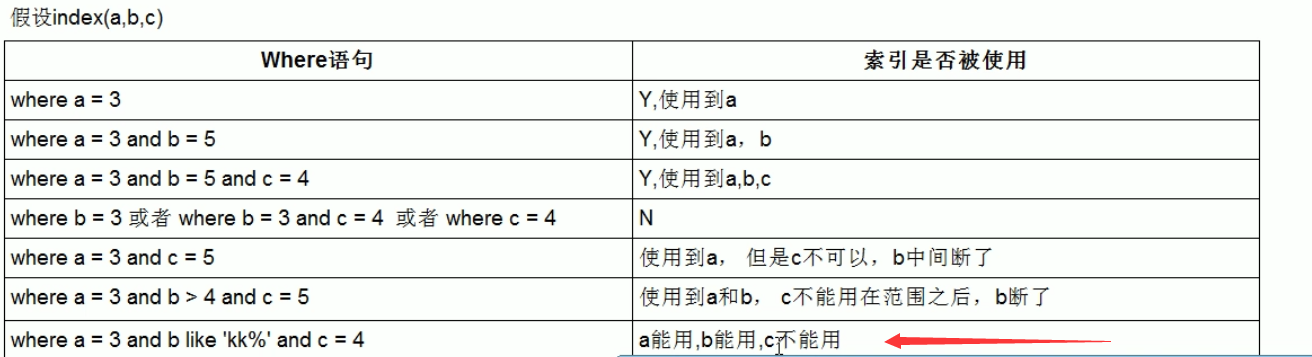 假设index(a,b,c)
Where语句 索引是否被使用
where a = 3 Y,使用到a
where a = 3 and b = 5 Y,使用到a，b
where a = 3 and b = 5 and c = 4 Y,使用到a,b,c
where b = 3 或者 where b = 3 and c = 4 或者 where c = 4 N
where a = 3 and c = 5 使用到a， 但是c不可以，b中间断了
where a = 3 and b > 4 and c = 5 使用到a和b， c不能用在范围之后，b断了
where a = 3 and b like 'kk%' and c = 4 a能用,b能用,c不能用